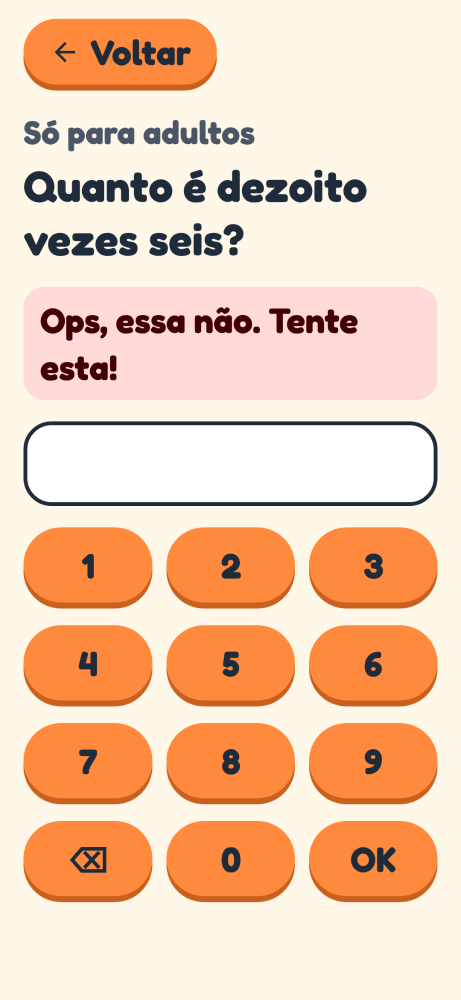 ← Voltar
Só para adultos
Quanto é dezoito
vezes seis?
Ops, essa não. Tente
esta!
1 2 3
4 5 6
7 8 9
⌫ 0 OK